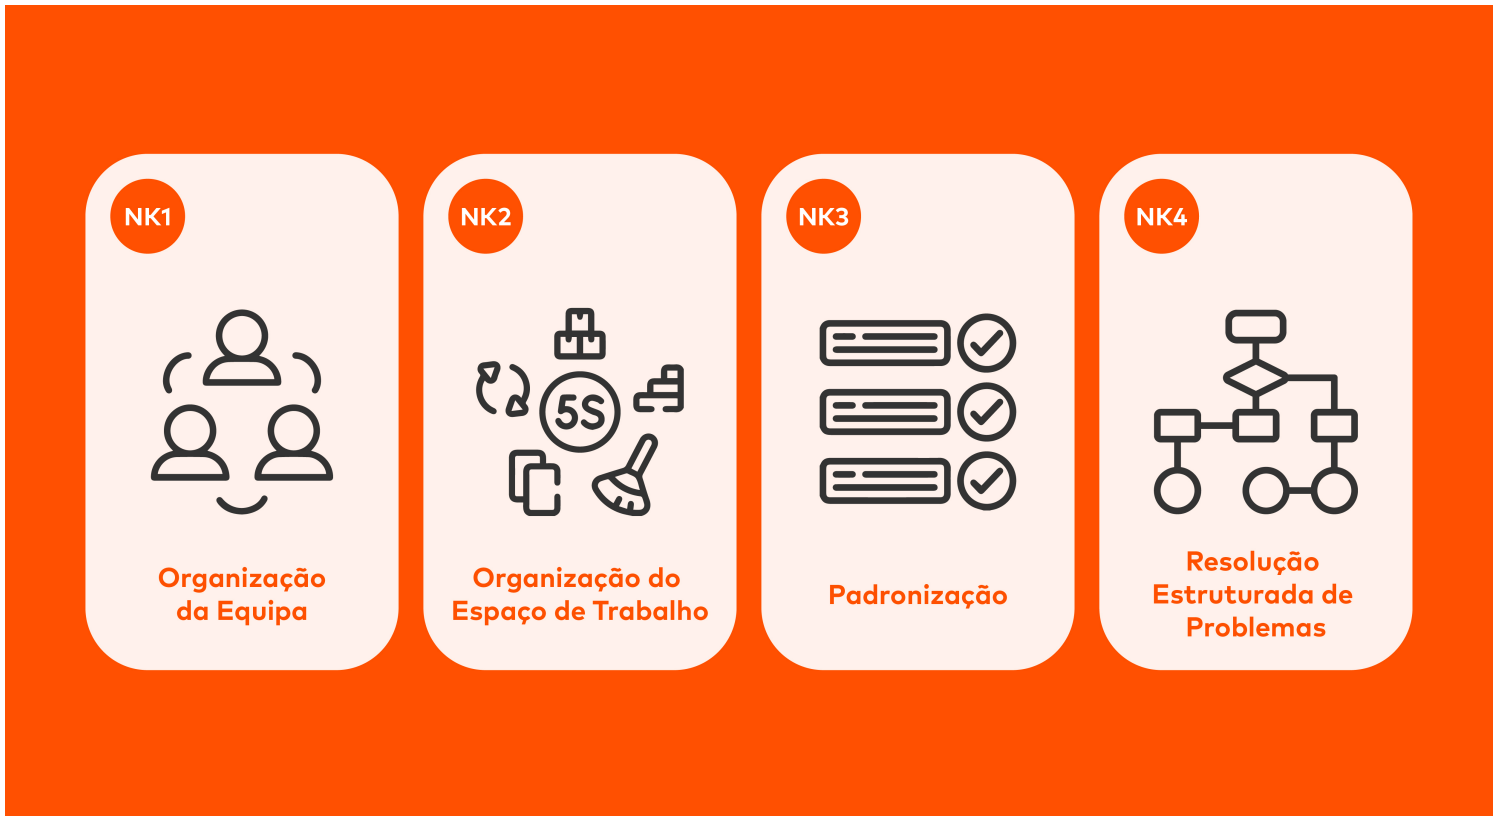 NK1
Organização
da Equipa
NK2
5S
Organização do
Espaço de Trabalho
NK3
Padronização
NK4
Resolução
Estruturada de
Problemas